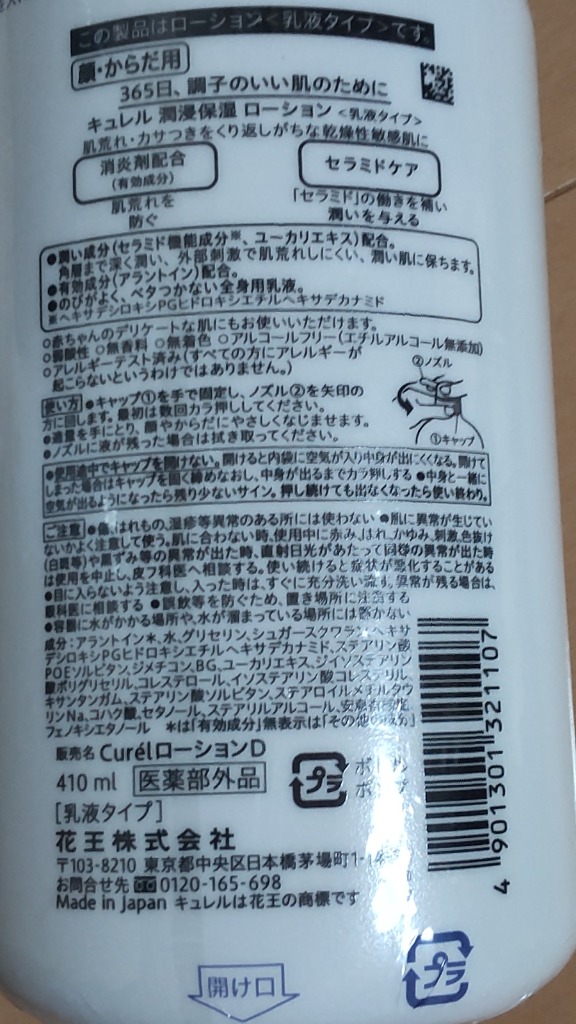 この製品はローション<乳液タイプ>です。
顔・からだ用
365日、調子のいい肌のために
キュレル 潤浸保湿 ローション <乳液タイプ>
肌荒れ・カサつきをくり返しがちな乾燥性敏感肌に
消炎剤配合
(有効成分)
肌荒れを
防ぐ
セラミドケア
「セラミド」の働きを補い
潤いを与える
●潤い成分(セラミド機能成分※、ユーカリエキス)配合。
角層まで深く潤い、外部刺激で肌荒れしにくい、潤い肌に保ちます。
●有効成分(アラントイン)配合。
●のびがよく、ベタつかない全身用乳液。
※ヘキサデシロキシPGヒドロキシエチルヘキサデカナミド
○赤ちゃんのデリケートな肌にもお使いいただけます。
○弱酸性 ○無香料 ○無着色 ○アルコールフリー(エチルアルコール無添加)
○アレルギーテスト済み(すべての方にアレルギーが
起こらないというわけではありません。)
②ノズル
①キャップ
使い方 ●キャップ①を手で固定し、ノズル②を矢印の
方に回します。最初は数回カラ押ししてください。
●適量を手にとり、顔やからだにやさしくなじませます。
●ノズルに液が残った場合は拭き取ってください。
●使用途中でキャップを開けない。開けると内袋に空気が入り中身が出にくくなる。開けて
しまった場合はキャップを固く締めなおし、中身が出るまでカラ押しする ●中身と一緒に
空気が出るようになったら残り少ないサイン。押し続けても出なくなったら使い終わり。
ご注意 ●傷、はれもの、湿疹等異常のある所には使わない ●肌に異常が生じてい
ないかよく注意して使う。肌に合わない時、使用中に赤み、はれ、かゆみ、刺激、色抜け
(白斑等)や黒ずみ等の異常が出た時、直射日光があたって同様の異常が出た時
は使用を中止し、皮フ科医へ相談する。使い続けると症状が悪化することがある
●目に入らないよう注意し、入った時は、すぐに充分洗い流す。異常が残る場合は、
眼科医に相談する ●誤飲等を防ぐため、置き場所に注意する
●容器に水がかかる場所や、水が溜まっている場所には置かない
成分:アラントイン*、水、グリセリン、シュガースクワラン、ヘキサ
デシロキシPGヒドロキシエチルヘキサデカナミド、ステアリン酸
POEソルビタン、ジメチコン、BG、ユーカリエキス、ジイソステアリン
酸ポリグリセリル、コレステロール、イソステアリン酸コレステリル、
キサンタンガム、ステアリン酸ソルビタン、ステアロイルメチルタウ
リンNa、コハク酸、セタノール、ステアリルアルコール、安息香酸塩、
フェノキシエタノール *は「有効成分」無表示は「その他の成分」
販売名 CurélローションD
410 ml 医薬部外品
プラ
[乳液タイプ]
花王株式会社
〒103-8210 東京都中央区日本橋茅場町1-14-
お問合せ先 0120-165-698
Made in Japan キュレルは花王の商標です
4 901301 321107
プラ
開け口